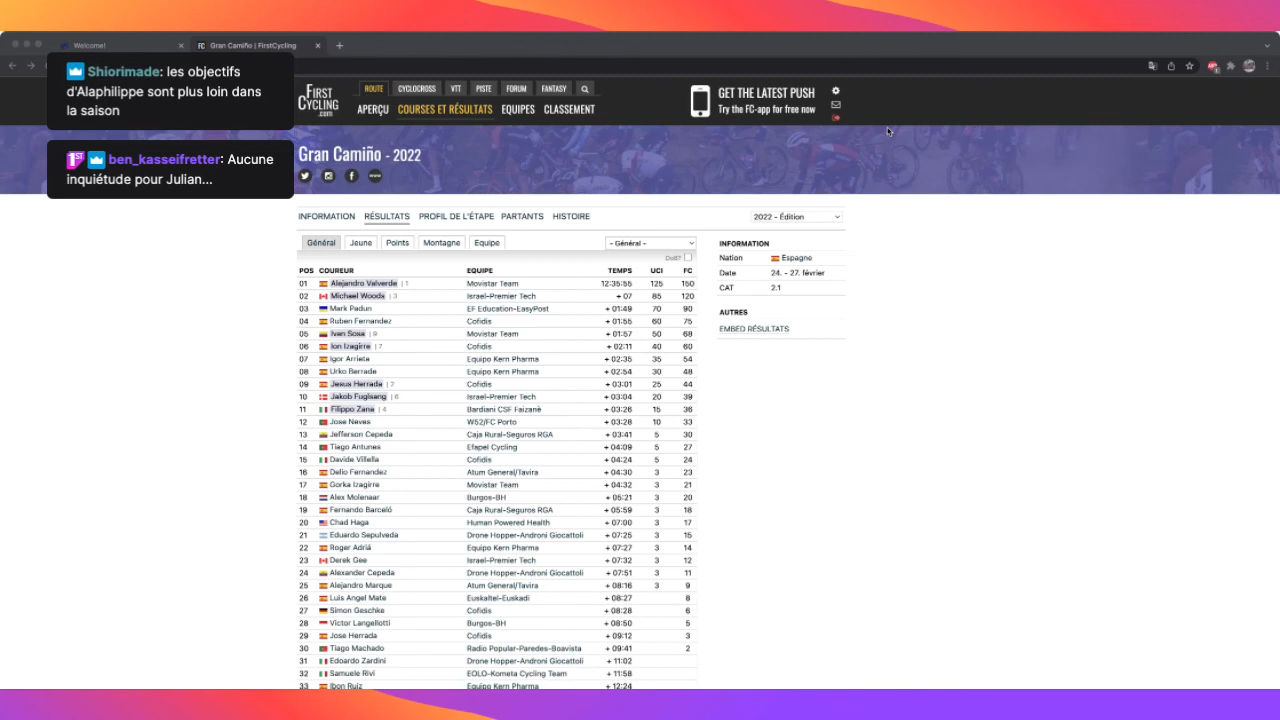 Welcome!
FC Gran Camiño | FirstCycling
Shiorimade: les objectifs
d'Alaphilippe sont plus loin dans
la saison
1ST ben_kasseifretter: Aucune
inquiétude pour Julian...
FIRST
CYCLING
.com
ROUTE CYCLOCROSS VTT PISTE FORUM FANTASY
APERÇU COURSES ET RÉSULTATS EQUIPES CLASSEMENT
GET THE LATEST PUSH
Try the FC-app for free now
Gran Camiño - 2022
www
INFORMATION RÉSULTATS PROFIL DE L'ÉTAPE PARTANTS HISTOIRE
2022 - Édition
Général Jeune Points Montagne Equipe
- Général -
POS COUREUR EQUIPE TEMPS UCI FC
01 Alejandro Valverde | 1 Movistar Team 12:35:55 125 150
02 Michael Woods | 3 Israel-Premier Tech + 07 85 120
03 Mark Padun EF Education-EasyPost + 01:49 70 90
04 Ruben Fernandez Cofidis + 01:55 60 75
05 Ivan Sosa | 9 Movistar Team + 01:57 50 68
06 Ion Izagirre | 7 Cofidis + 02:11 40 60
07 Igor Arrieta Equipo Kern Pharma + 02:35 35 54
08 Urko Berrade Equipo Kern Pharma + 02:54 30 48
09 Jesus Herrada | 2 Cofidis + 03:01 25 44
10 Jakob Fuglsang | 6 Israel-Premier Tech + 03:04 20 39
11 Filippo Zana | 4 Bardiani CSF Faizanè + 03:26 15 36
12 Jose Neves W52/FC Porto + 03:28 10 33
13 Jefferson Cepeda Caja Rural-Seguros RGA + 03:41 5 30
14 Tiago Antunes Efapel Cycling + 04:09 5 27
15 Davide Villella Cofidis + 04:24 5 24
16 Delio Fernandez Atum General/Tavira + 04:30 3 23
17 Gorka Izagirre Movistar Team + 04:32 3 21
18 Alex Molenaar Burgos-BH + 05:21 3 20
19 Fernando Barceló Caja Rural-Seguros RGA + 05:59 3 18
20 Chad Haga Human Powered Health + 07:00 3 17
21 Eduardo Sepulveda Drone Hopper-Androni Giocattoli + 07:25 3 15
22 Roger Adriá Equipo Kern Pharma + 07:27 3 14
23 Derek Gee Israel-Premier Tech + 07:32 3 12
24 Alexander Cepeda Drone Hopper-Androni Giocattoli + 07:51 3 11
25 Alejandro Marque Atum General/Tavira + 08:16 3 9
26 Luis Angel Mate Euskaltel-Euskadi + 08:27 8
27 Simon Geschke Cofidis + 08:28 6
28 Victor Langellotti Burgos-BH + 08:50 5
29 Jose Herrada Cofidis + 09:12 3
30 Tiago Machado Radio Popular-Paredes-Boavista + 09:41 2
31 Edoardo Zardini Drone Hopper-Androni Giocattoli + 11:02
32 Samuele Rivi EOLO-Kometa Cycling Team + 11:58
33 Ibon Ruiz Equipo Kern Pharma + 12:24
INFORMATION
Nation Espagne
Date 24. - 27. février
CAT 2.1
AUTRES
EMBED RÉSULTATS